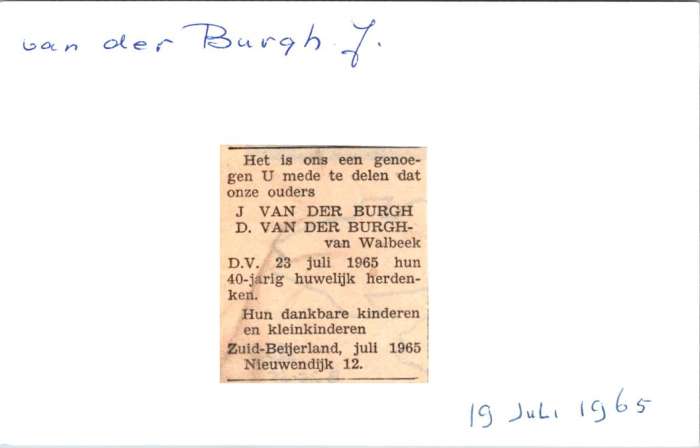 van der Burgh J.
Het is ons een genoe-
gen U mede te delen dat
onze ouders
J VAN DER BURGH
D. VAN DER BURGH-
van Walbeek
D.V. 23 juli 1965 hun
40-jarig huwelijk herden-
ken.
Hun dankbare kinderen
en kleinkinderen
Zuid-Beijerland, juli 1965
Nieuwendijk 12.
19 Juli 1965